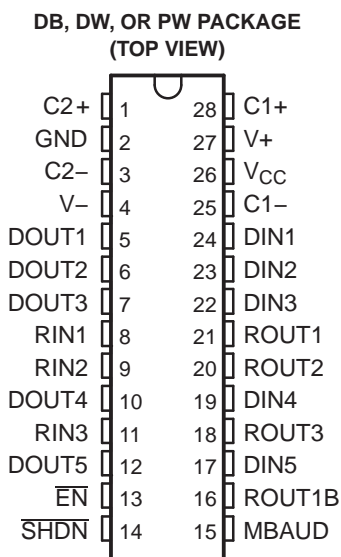 DB, DW, OR PW PACKAGE
(TOP VIEW)
C2+ 1 28 C1+
GND 2 27 V+
C2− 3 26 VCC
V− 4 25 C1−
DOUT1 5 24 DIN1
DOUT2 6 23 DIN2
DOUT3 7 22 DIN3
RIN1 8 21 ROUT1
RIN2 9 20 ROUT2
DOUT4 10 19 DIN4
RIN3 11 18 ROUT3
DOUT5 12 17 DIN5
EN 13 16 ROUT1B
SHDN 14 15 MBAUD